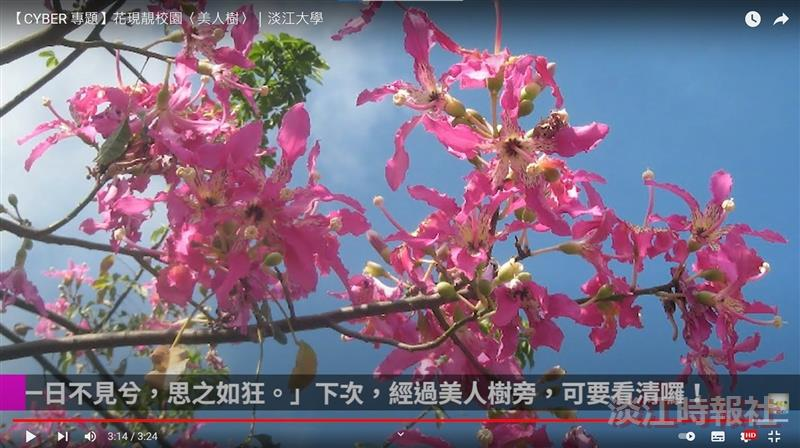 【CYBER 專題】花現靚校園〈美人樹〉｜淡江大學
一日不見兮，思之如狂。」下次，經過美人樹旁，可要看清囉！
淡江時報社
3:14 / 3:24
HD